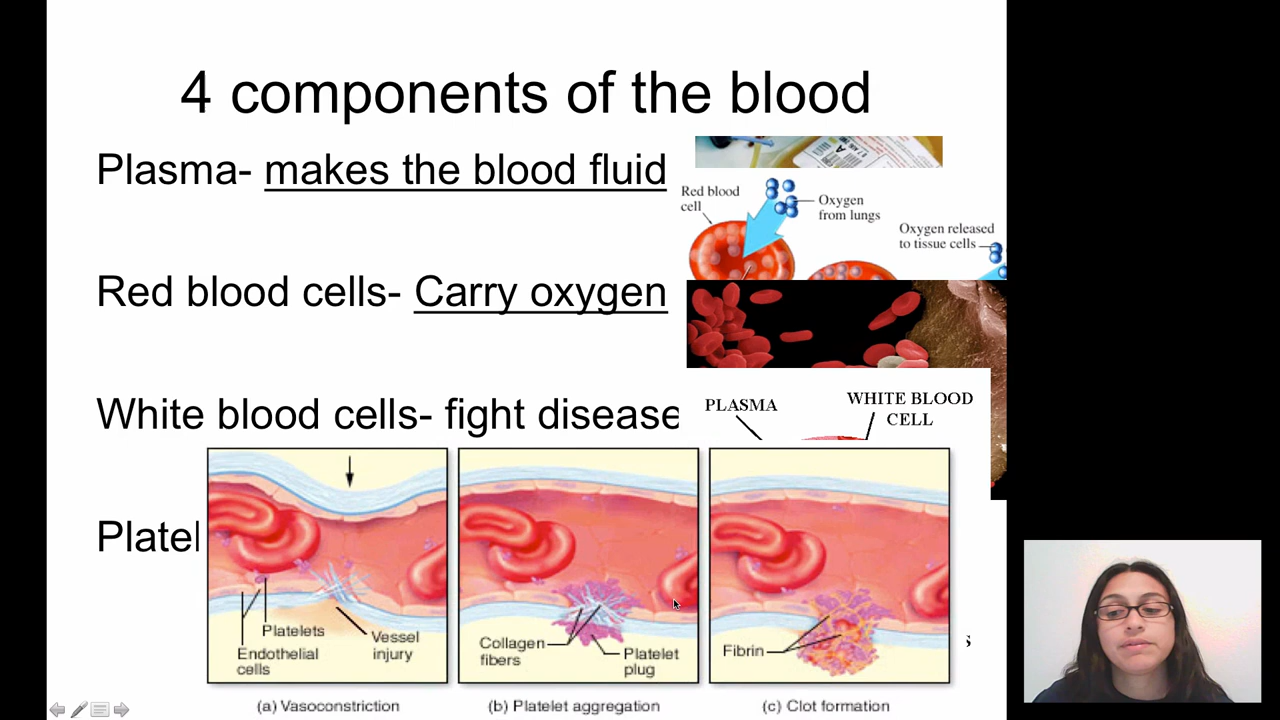 4 components of the blood
Plasma- makes the blood fluid
Red blood
cell
Oxygen
from lungs
Oxygen released
to tissue cells
Red blood cells- Carry oxygen
White blood cells- fight disease
PLASMA
WHITE BLOOD
CELL
Platel
Platelets
Endothelial
cells
Vessel
injury
(a) Vasoconstriction
Collagen
fibers
Platelet
plug
(b) Platelet aggregation
Fibrin
(c) Clot formation